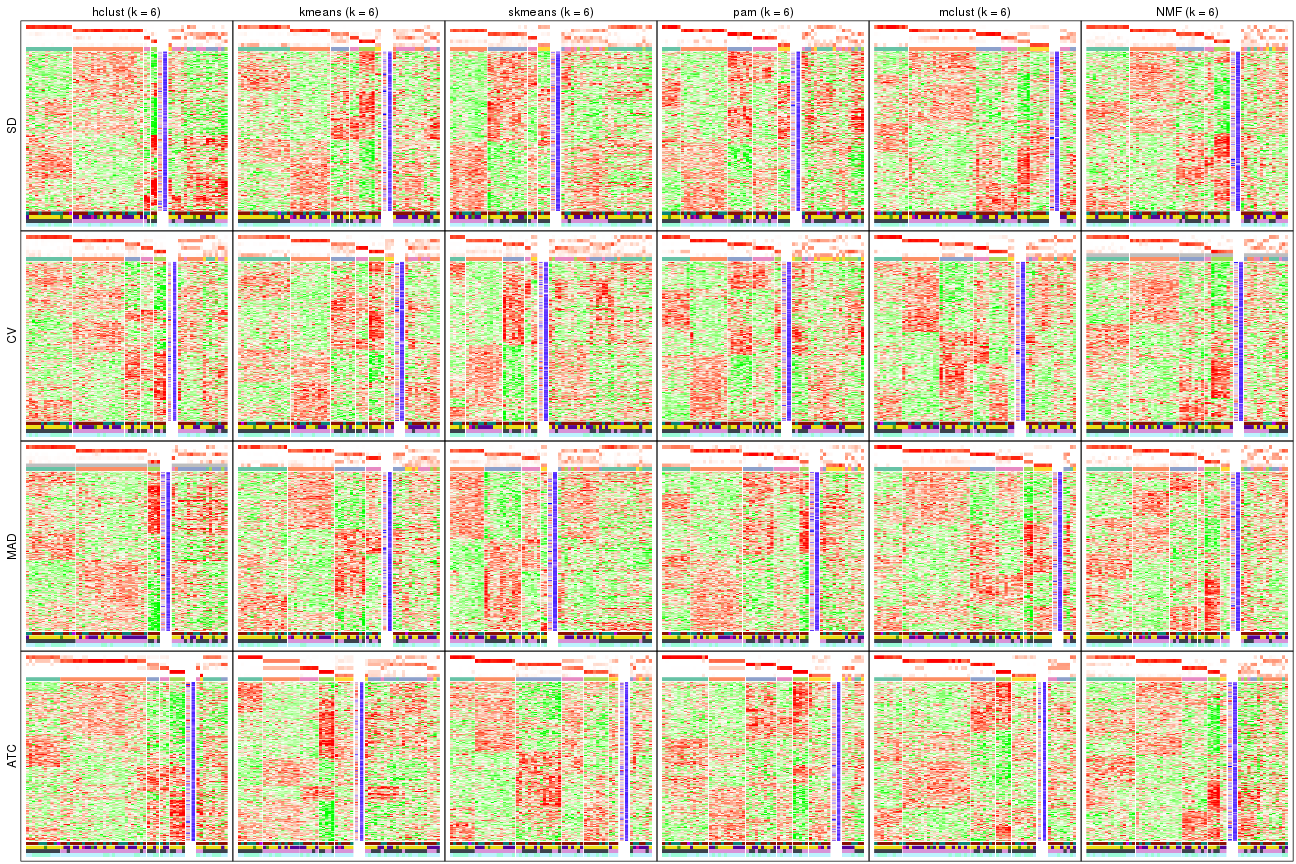 hclust (k = 6)
kmeans (k = 6)
skmeans (k = 6)
pam (k = 6)
mclust (k = 6)
NMF (k = 6)
SD
CV
MAD
ATC